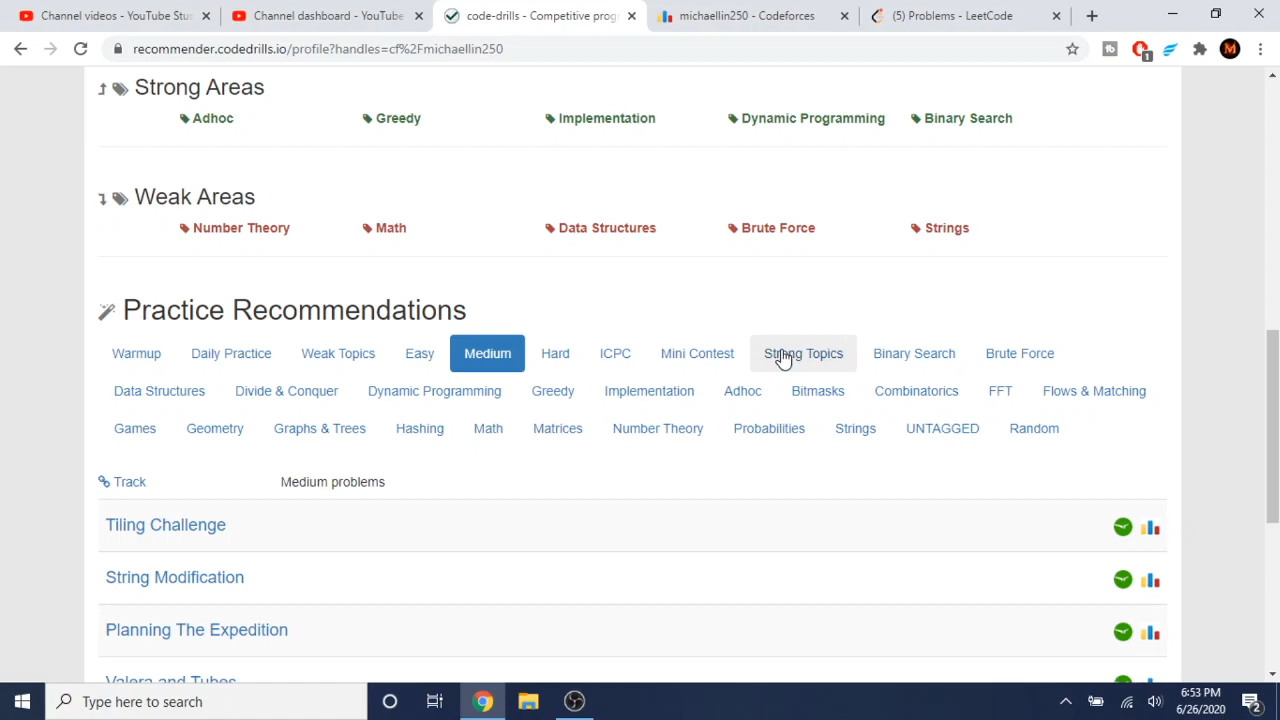 Channel videos - YouTube Stu
Channel dashboard - YouTube
code-drills - Competitive prog
michaellin250 - Codeforces
(5) Problems - LeetCode
recommender.codedrills.io/profile?handles=cf%2Fmichaellin250
1
M
Strong Areas
Adhoc Greedy Implementation Dynamic Programming Binary Search
Weak Areas
Number Theory Math Data Structures Brute Force Strings
Practice Recommendations
Warmup Daily Practice Weak Topics Easy Medium Hard ICPC Mini Contest Strong Topics Binary Search Brute Force
Data Structures Divide & Conquer Dynamic Programming Greedy Implementation Adhoc Bitmasks Combinatorics FFT Flows & Matching
Games Geometry Graphs & Trees Hashing Math Matrices Number Theory Probabilities Strings UNTAGGED Random
Track Medium problems
Tiling Challenge
String Modification
Planning The Expedition
Valera and Tubes
Type here to search
6:53 PM
6/26/2020
2